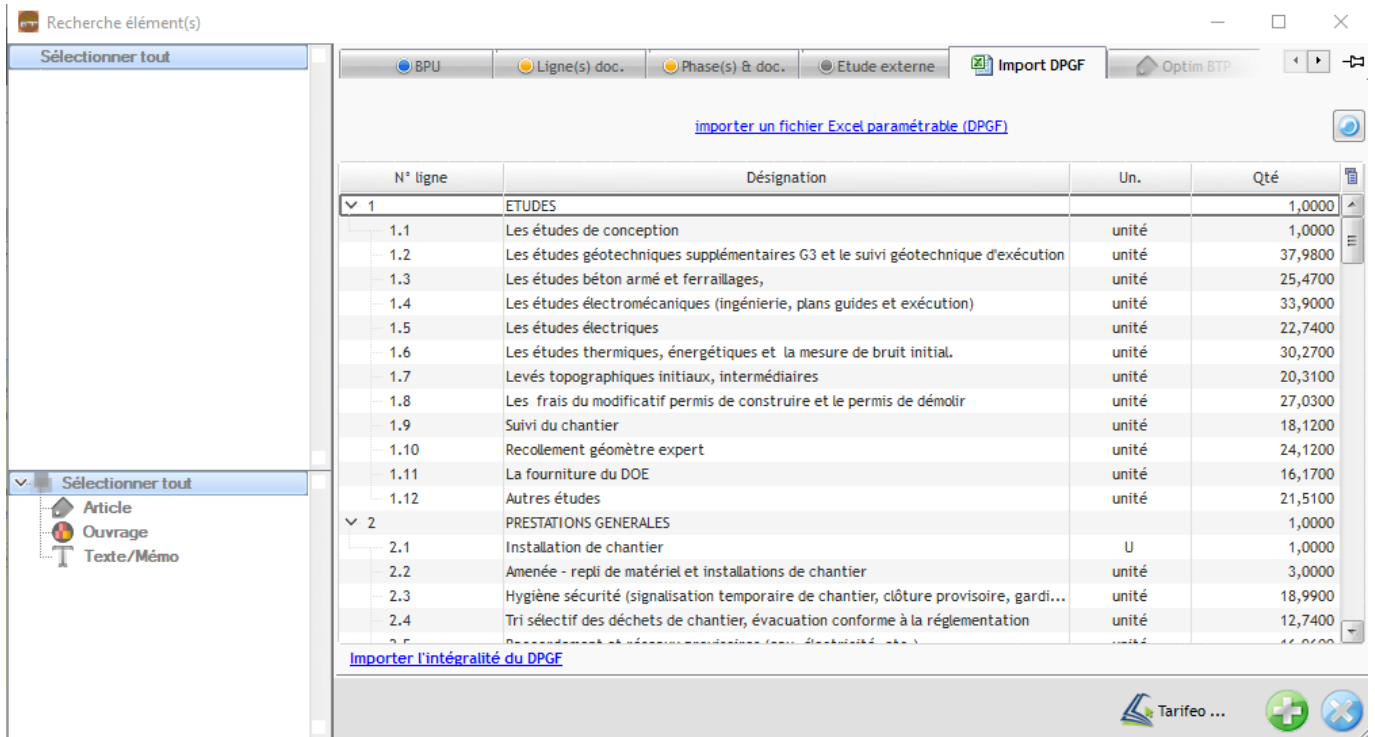 Recherche élément(s)
Sélectionner tout
BPU
Ligne(s) doc.
Phase(s) & doc.
Etude externe
Import DPGF
Optim BTP
importer un fichier Excel paramétrable (DPGF)
N° ligne Désignation Un. Qté
1 ETUDES 1,0000
1.1 Les études de conception unité 1,0000
1.2 Les études géotechniques supplémentaires G3 et le suivi géotechnique d'exécution unité 37,9800
1.3 Les études béton armé et ferraillages, unité 25,4700
1.4 Les études électromécaniques (ingénierie, plans guides et exécution) unité 33,9000
1.5 Les études électriques unité 22,7400
1.6 Les études thermiques, énergétiques et la mesure de bruit initial. unité 30,2700
1.7 Levés topographiques initiaux, intermédiaires unité 20,3100
1.8 Les frais du modificatif permis de construire et le permis de démolir unité 27,0300
1.9 Suivi du chantier unité 18,1200
1.10 Recollement géomètre expert unité 24,1200
1.11 La fourniture du DOE unité 16,1700
1.12 Autres études unité 21,5100
2 PRESTATIONS GENERALES 1,0000
2.1 Installation de chantier U 1,0000
2.2 Amenée - repli de matériel et installations de chantier unité 3,0000
2.3 Hygiène sécurité (signalisation temporaire de chantier, clôture provisoire, gardi... unité 18,9900
2.4 Tri sélectif des déchets de chantier, évacuation conforme à la réglementation unité 12,7400
Importer l'intégralité du DPGF
Sélectionner tout
Article
Ouvrage
Texte/Mémo
Tarifeo ...